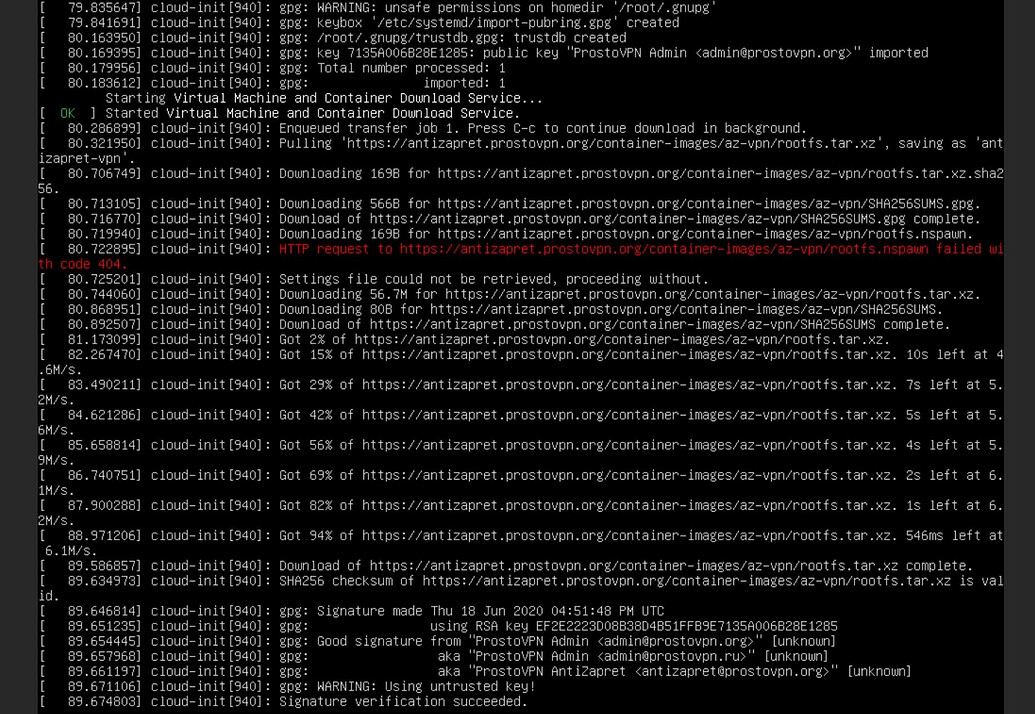 [   79.835647] cloud-init[940]: gpg: WARNING: unsafe permissions on homedir '/root/.gnupg'
[   79.841691] cloud-init[940]: gpg: keybox '/etc/systemd/import-pubring.gpg' created
[   80.163950] cloud-init[940]: gpg: /root/.gnupg/trustdb.gpg: trustdb created
[   80.169395] cloud-init[940]: gpg: key 7135A006B28E1285: public key "ProstoVPN Admin <admin@prostovpn.org>" imported
[   80.179956] cloud-init[940]: gpg: Total number processed: 1
[   80.183612] cloud-init[940]: gpg:               imported: 1
         Starting Virtual Machine and Container Download Service...
[  OK  ] Started Virtual Machine and Container Download Service.
[   80.286899] cloud-init[940]: Enqueued transfer job 1. Press C-c to continue download in background.
[   80.321950] cloud-init[940]: Pulling 'https://antizapret.prostovpn.org/container-images/az-vpn/rootfs.tar.xz', saving as 'ant
izapret-vpn'.
[   80.706749] cloud-init[940]: Downloading 169B for https://antizapret.prostovpn.org/container-images/az-vpn/rootfs.tar.xz.sha2
56.
[   80.713105] cloud-init[940]: Downloading 566B for https://antizapret.prostovpn.org/container-images/az-vpn/SHA256SUMS.gpg.
[   80.716770] cloud-init[940]: Download of https://antizapret.prostovpn.org/container-images/az-vpn/SHA256SUMS.gpg complete.
[   80.719940] cloud-init[940]: Downloading 169B for https://antizapret.prostovpn.org/container-images/az-vpn/rootfs.nspawn.
[   80.722895] cloud-init[940]: HTTP request to https://antizapret.prostovpn.org/container-images/az-vpn/rootfs.nspawn failed wi
th code 404.
[   80.725201] cloud-init[940]: Settings file could not be retrieved, proceeding without.
[   80.744060] cloud-init[940]: Downloading 56.7M for https://antizapret.prostovpn.org/container-images/az-vpn/rootfs.tar.xz.
[   80.868951] cloud-init[940]: Downloading 80B for https://antizapret.prostovpn.org/container-images/az-vpn/SHA256SUMS.
[   80.892507] cloud-init[940]: Download of https://antizapret.prostovpn.org/container-images/az-vpn/SHA256SUMS complete.
[   81.173099] cloud-init[940]: Got 2% of https://antizapret.prostovpn.org/container-images/az-vpn/rootfs.tar.xz.
[   82.267470] cloud-init[940]: Got 15% of https://antizapret.prostovpn.org/container-images/az-vpn/rootfs.tar.xz. 10s left at 4
.6M/s.
[   83.490211] cloud-init[940]: Got 29% of https://antizapret.prostovpn.org/container-images/az-vpn/rootfs.tar.xz. 7s left at 5.
2M/s.
[   84.621286] cloud-init[940]: Got 42% of https://antizapret.prostovpn.org/container-images/az-vpn/rootfs.tar.xz. 5s left at 5.
6M/s.
[   85.658814] cloud-init[940]: Got 56% of https://antizapret.prostovpn.org/container-images/az-vpn/rootfs.tar.xz. 4s left at 5.
9M/s.
[   86.740751] cloud-init[940]: Got 69% of https://antizapret.prostovpn.org/container-images/az-vpn/rootfs.tar.xz. 2s left at 6.
1M/s.
[   87.900288] cloud-init[940]: Got 82% of https://antizapret.prostovpn.org/container-images/az-vpn/rootfs.tar.xz. 1s left at 6.
2M/s.
[   88.971206] cloud-init[940]: Got 94% of https://antizapret.prostovpn.org/container-images/az-vpn/rootfs.tar.xz. 546ms left at
 6.1M/s.
[   89.586857] cloud-init[940]: Download of https://antizapret.prostovpn.org/container-images/az-vpn/rootfs.tar.xz complete.
[   89.634973] cloud-init[940]: SHA256 checksum of https://antizapret.prostovpn.org/container-images/az-vpn/rootfs.tar.xz is val
id.
[   89.646814] cloud-init[940]: gpg: Signature made Thu 18 Jun 2020 04:51:48 PM UTC
[   89.651235] cloud-init[940]: gpg:                using RSA key EF2E2223D08B38D4B51FFB9E7135A006B28E1285
[   89.654445] cloud-init[940]: gpg: Good signature from "ProstoVPN Admin <admin@prostovpn.org>" [unknown]
[   89.657968] cloud-init[940]: gpg:                 aka "ProstoVPN Admin <admin@prostovpn.ru>" [unknown]
[   89.661197] cloud-init[940]: gpg:                 aka "ProstoVPN AntiZapret <antizapret@prostovpn.org>" [unknown]
[   89.671106] cloud-init[940]: gpg: WARNING: Using untrusted key!
[   89.674803] cloud-init[940]: Signature verification succeeded.